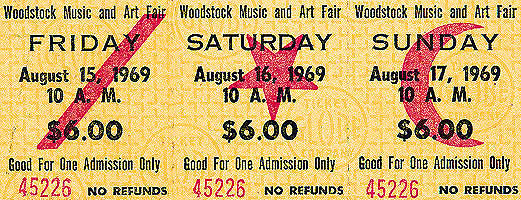 Woodstock Music and Art Fair
FRIDAY
August 15, 1969
10 A. M.
$6.00
Good For One Admission Only
45226 NO REFUNDS
Woodstock Music and Art Fair
SATURDAY
August 16, 1969
10 A. M.
$6.00
Good For One Admission Only
45226 NO REFUNDS
Woodstock Music and Art Fair
SUNDAY
August 17, 1969
10 A. M.
$6.00
Good For One Admission Only
45226 NO REFUNDS